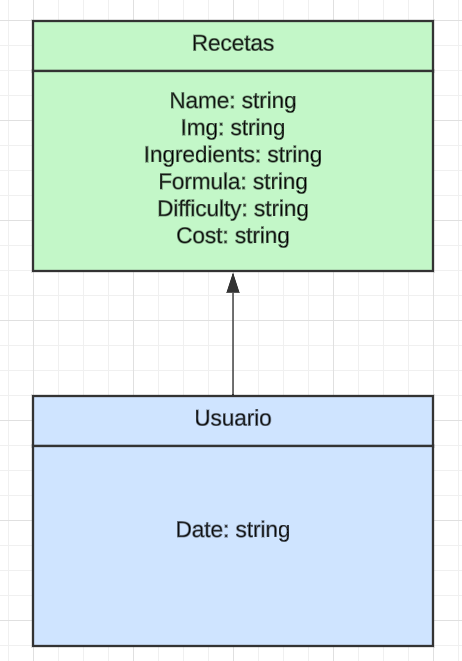 Recetas
Name: string
Img: string
Ingredients: string
Formula: string
Difficulty: string
Cost: string
Usuario
Date: string